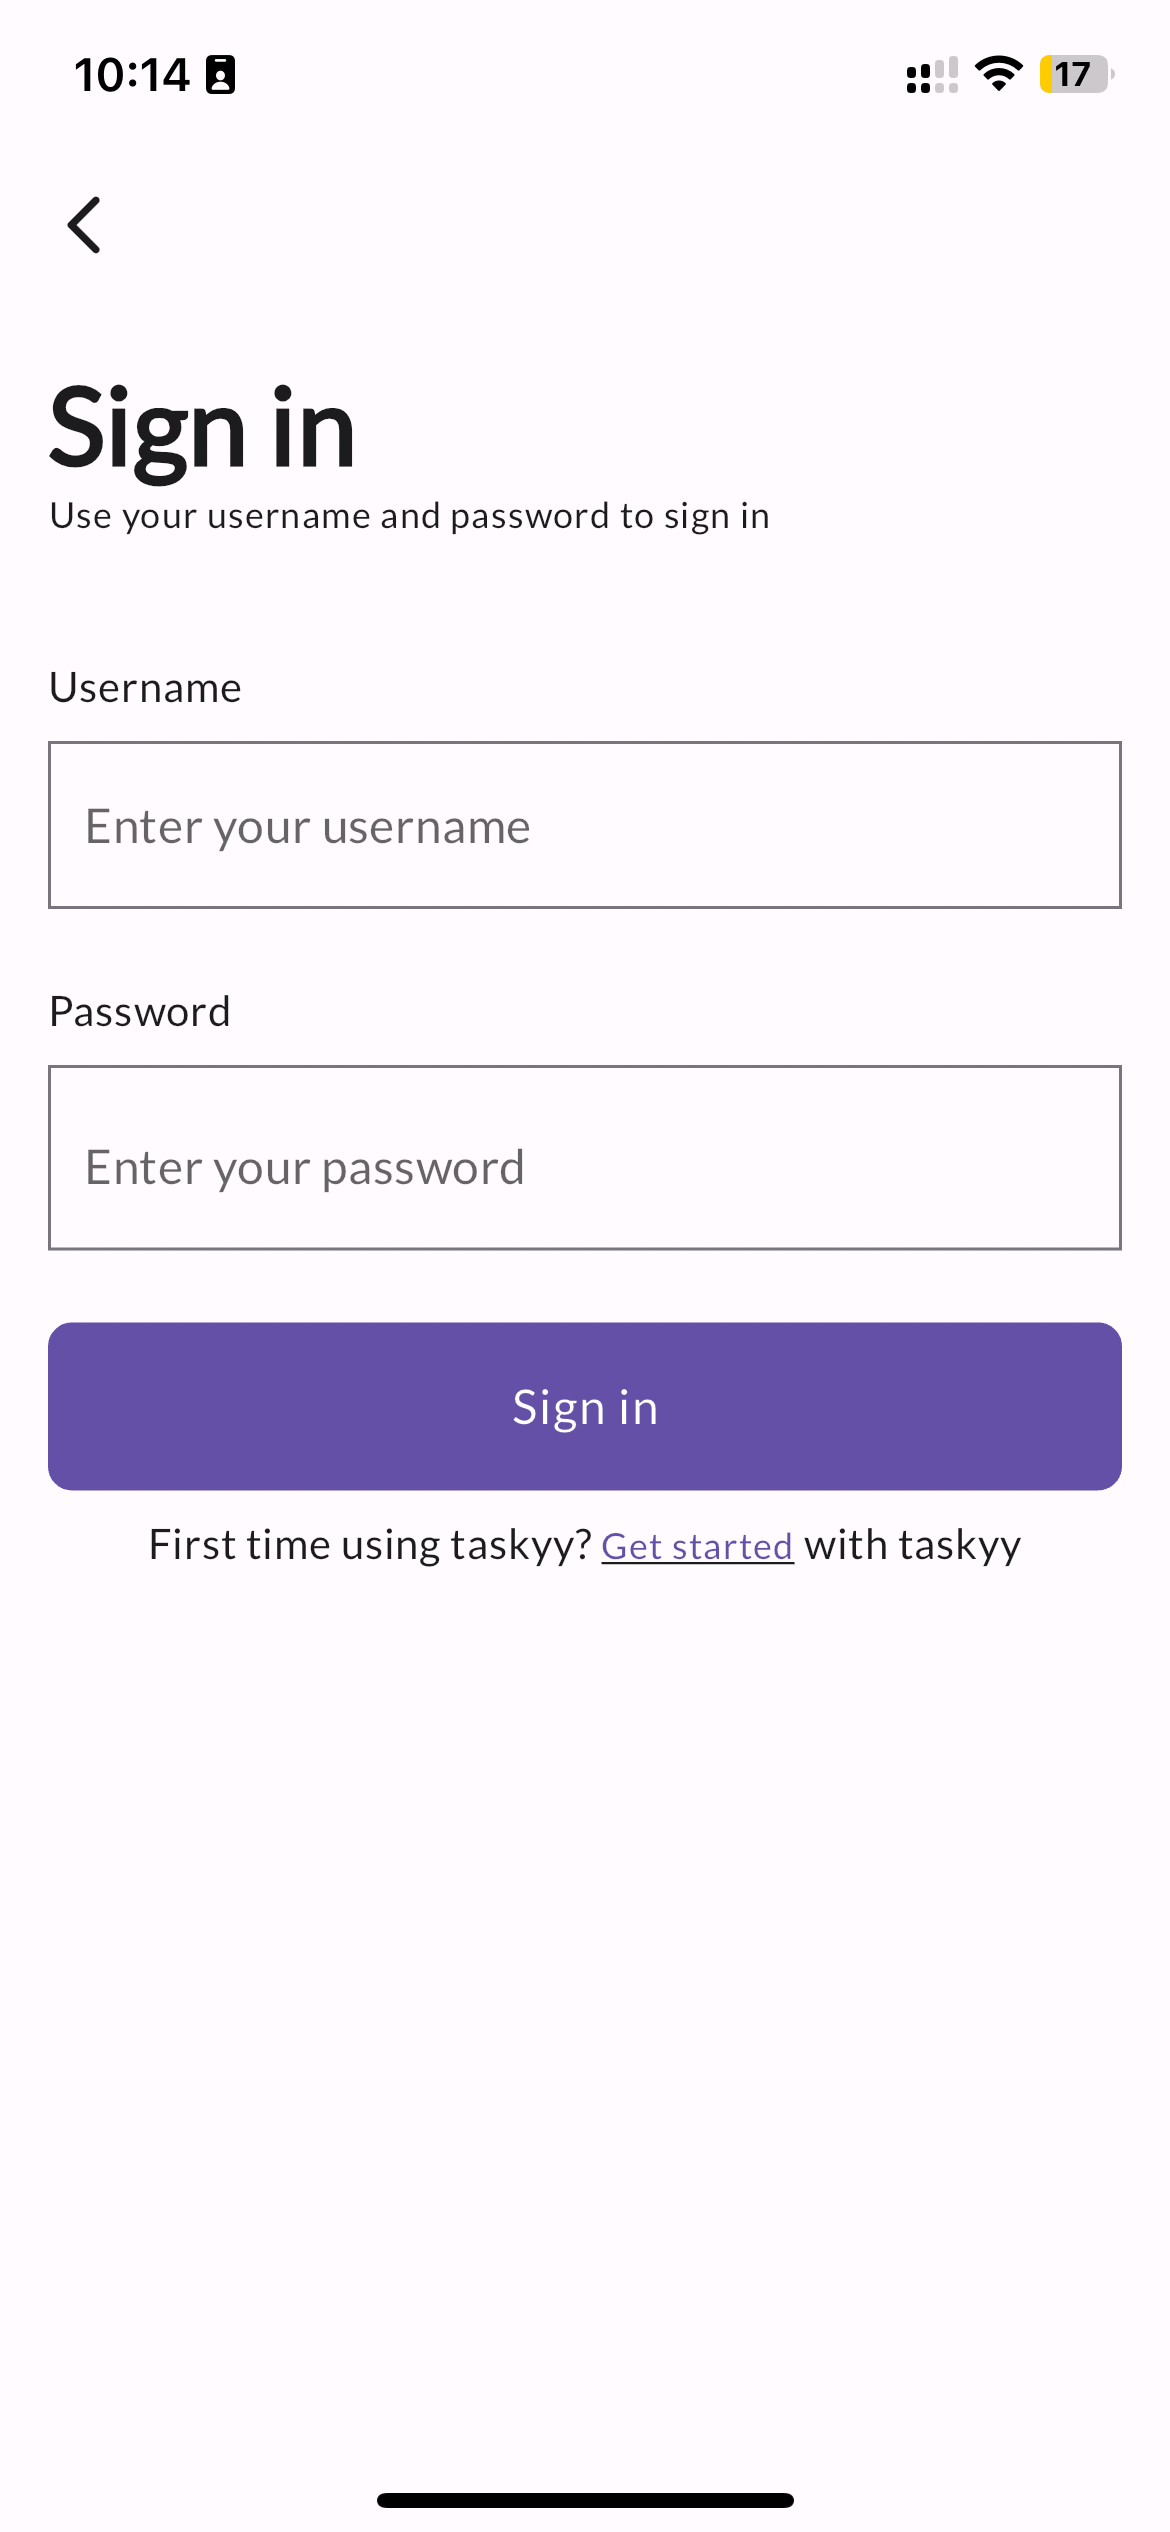 10:14
17
Sign in
Use your username and password to sign in
Username
Enter your username
Password
Enter your password
Sign in
First time using taskyy? Get started with taskyy